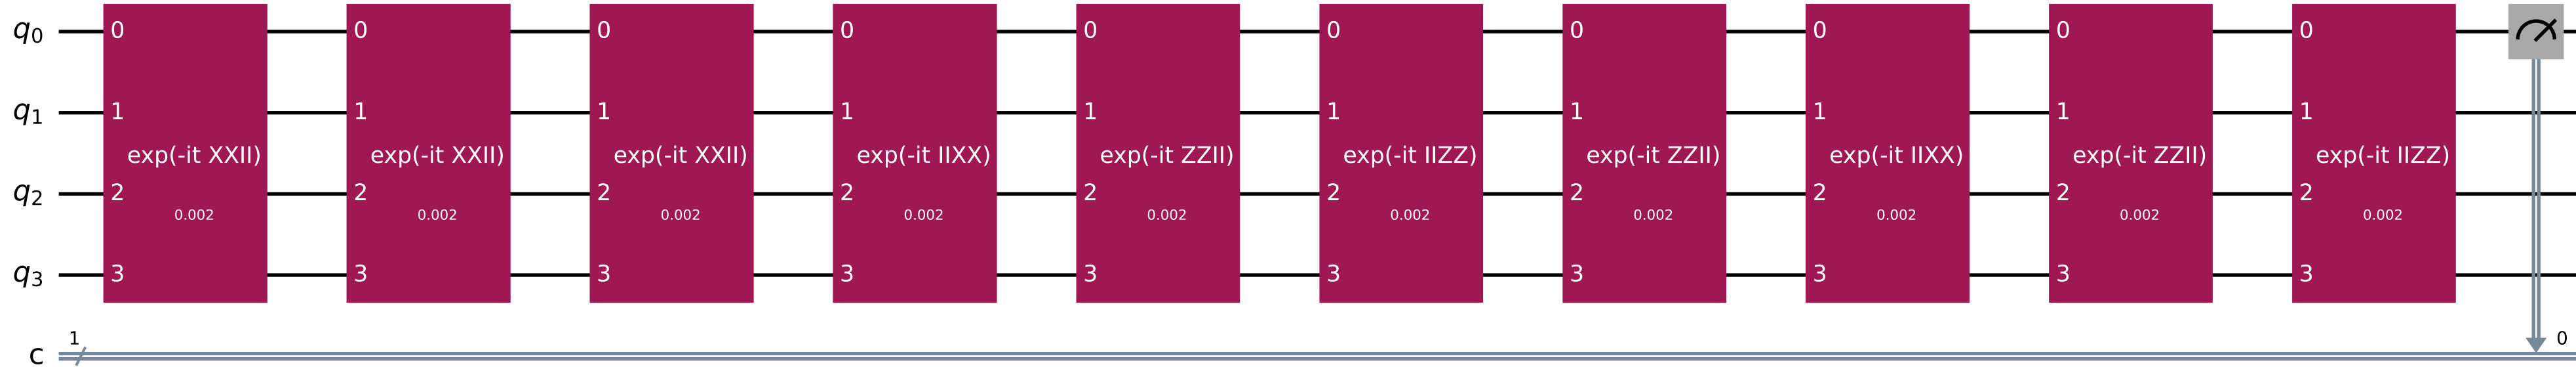 q0 0 0 0 0 0 0 0 0 0 0
q1 1 1 1 1 1 1 1 1 1 1
exp(-it XXII) exp(-it XXII) exp(-it XXII) exp(-it IIXX) exp(-it ZZII) exp(-it IIZZ) exp(-it ZZII) exp(-it IIXX) exp(-it ZZII) exp(-it IIZZ)
q2 2 2 2 2 2 2 2 2 2 2
0.002 0.002 0.002 0.002 0.002 0.002 0.002 0.002 0.002 0.002
q3 3 3 3 3 3 3 3 3 3 3
1 0
c